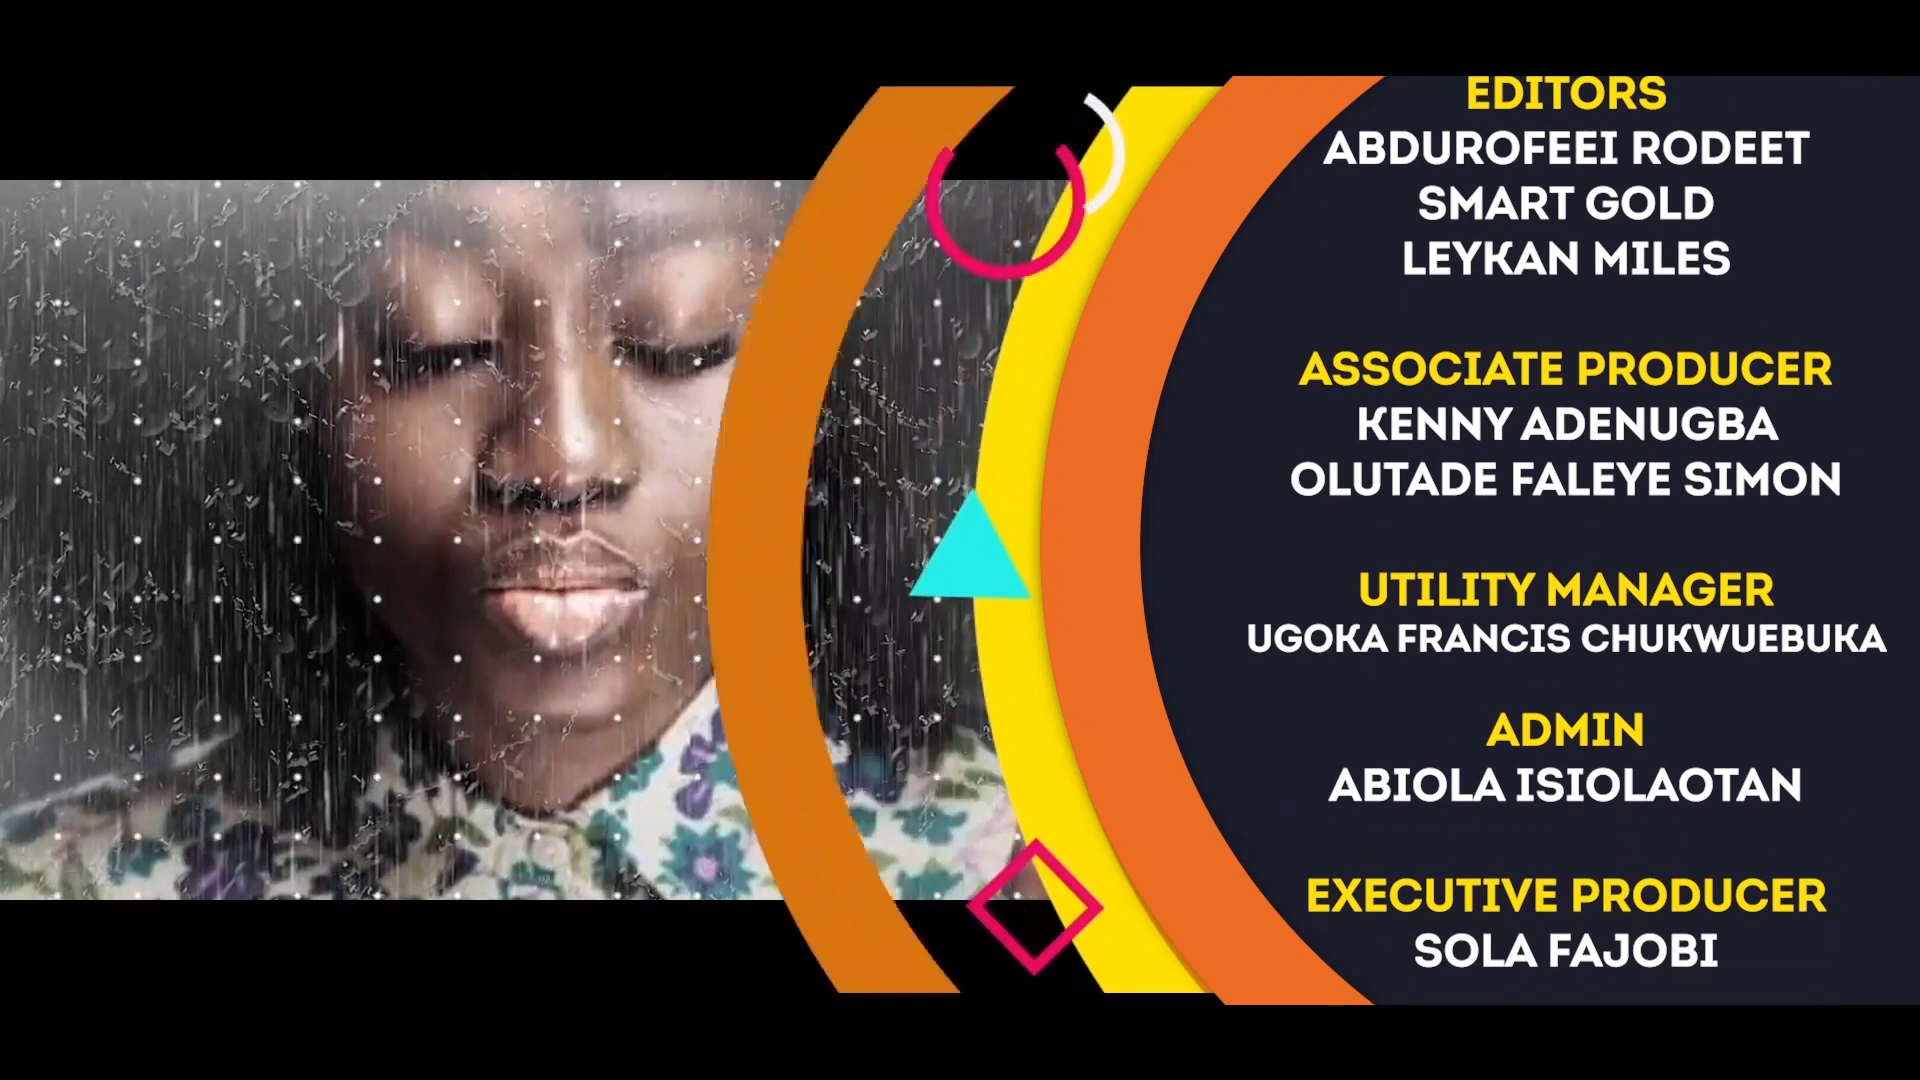 EDITORS
ABDUROFEEI RODEET
SMART GOLD
LEYKAN MILES
ASSOCIATE PRODUCER
KENNY ADENUGBA
OLUTADE FALEYE SIMON
UTILITY MANAGER
UGOKA FRANCIS CHUKWUEBUKA
ADMIN
ABIOLA ISIOLAOTAN
EXECUTIVE PRODUCER
SOLA FAJOBI